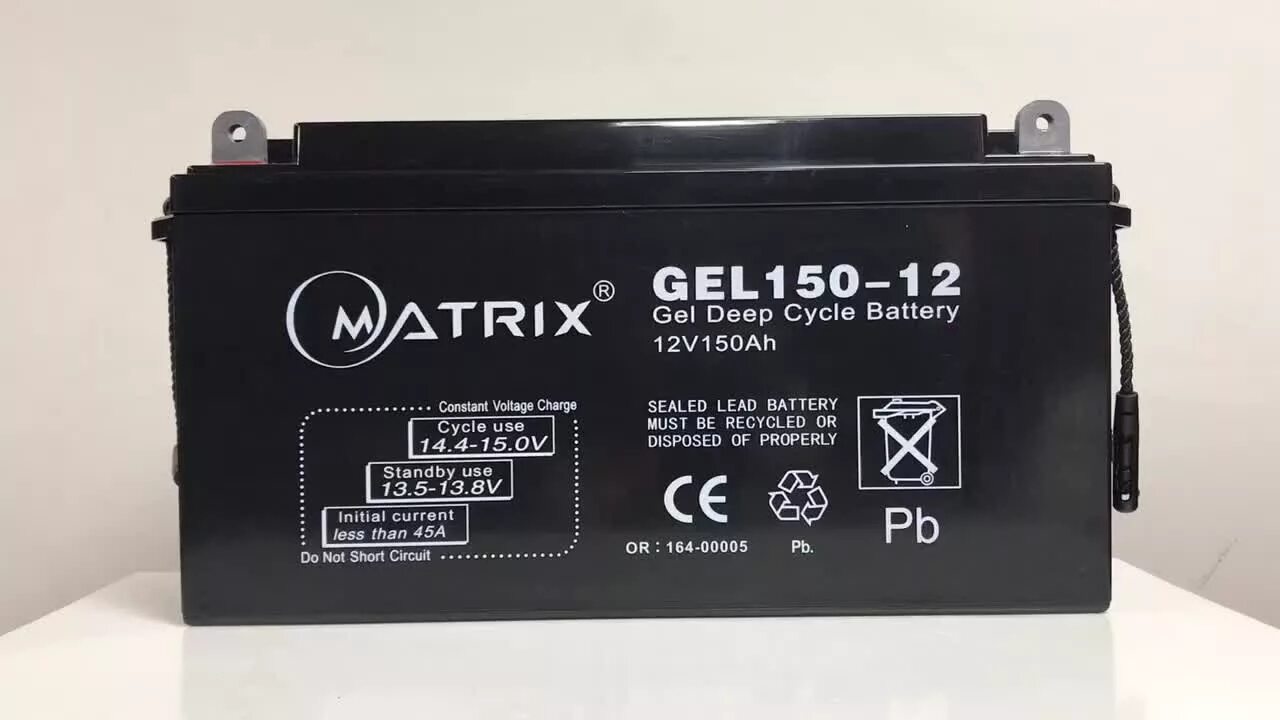 MATRIX®
GEL150-12
Gel Deep Cycle Battery
12V150Ah
Constant Voltage Charge
Cycle use
14.4-15.0V
Standby use
13.5-13.8V
Initial current
less than 45A
Do Not Short Circuit
SEALED LEAD BATTERY
MUST BE RECYCLED OR
DISPOSED OF PROPERLY
CE
OR : 164-00005
Pb.
Pb